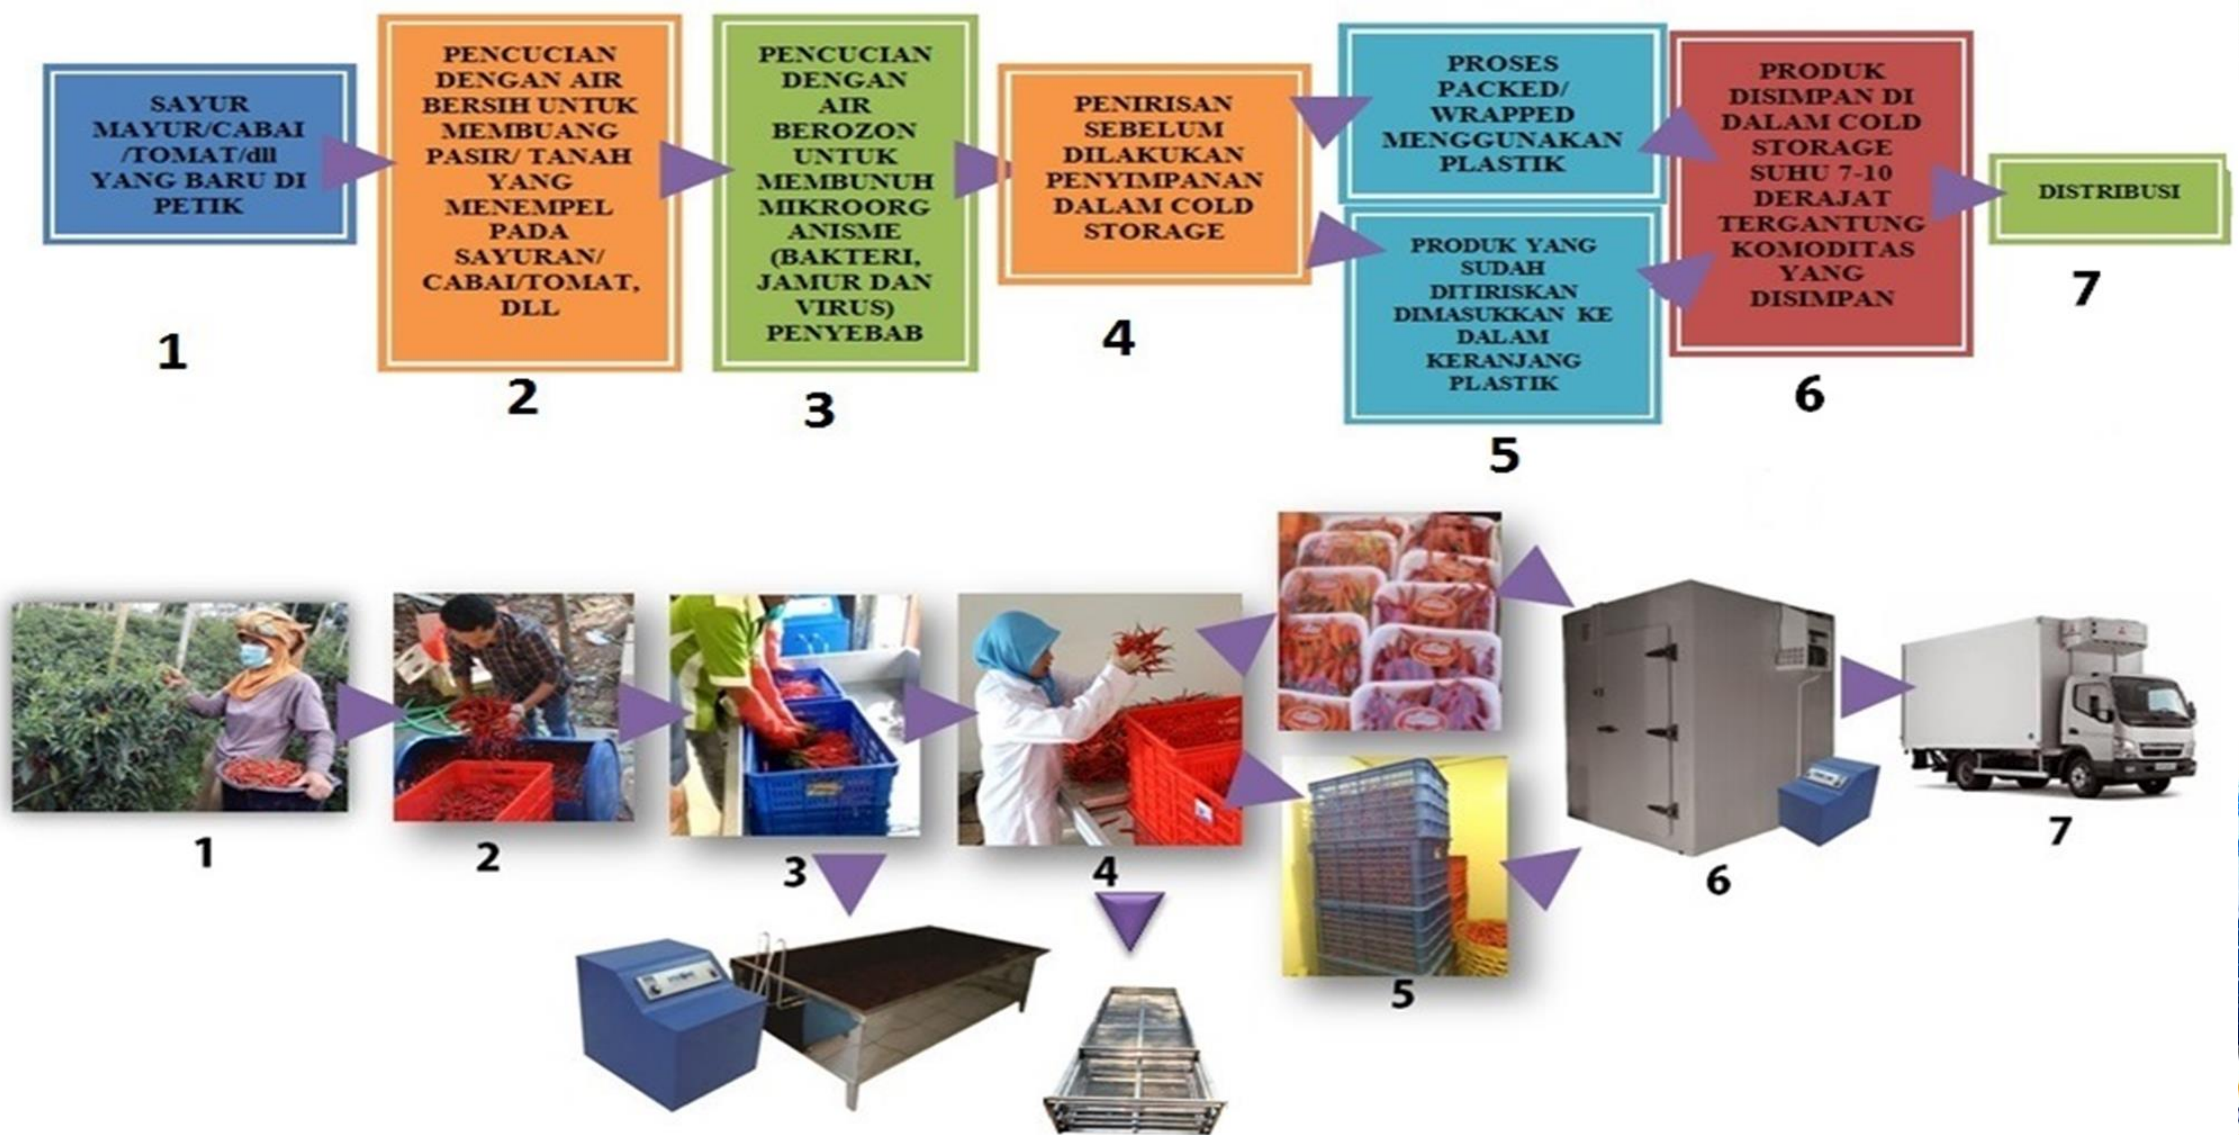 SAYUR
MAYUR/CABAI
/TOMAT/dll
YANG BARU DI
PETIK
1
PENCUCIAN
DENGAN AIR
BERSIH UNTUK
MEMBUANG
PASIR/ TANAH
YANG
MENEMPEL
PADA
SAYURAN/
CABAI/TOMAT,
DLL
2
PENCUCIAN
DENGAN
AIR
BEROZON
UNTUK
MEMBUNUH
MIKROORG
ANISME
(BAKTERI,
JAMUR DAN
VIRUS)
PENYEBAB
3
PENIRISAN
SEBELUM
DILAKUKAN
PENYIMPANAN
DALAM COLD
STORAGE
4
PROSES
PACKED/
WRAPPED
MENGGUNAKAN
PLASTIK
PRODUK YANG
SUDAH
DITIRISKAN
DIMASUKKAN KE
DALAM
KERANJANG
PLASTIK
5
PRODUK
DISIMPAN DI
DALAM COLD
STORAGE
SUHU 7-10
DERAJAT
TERGANTUNG
KOMODITAS
YANG
DISIMPAN
6
DISTRIBUSI
7
1
2
3
4
5
6
7